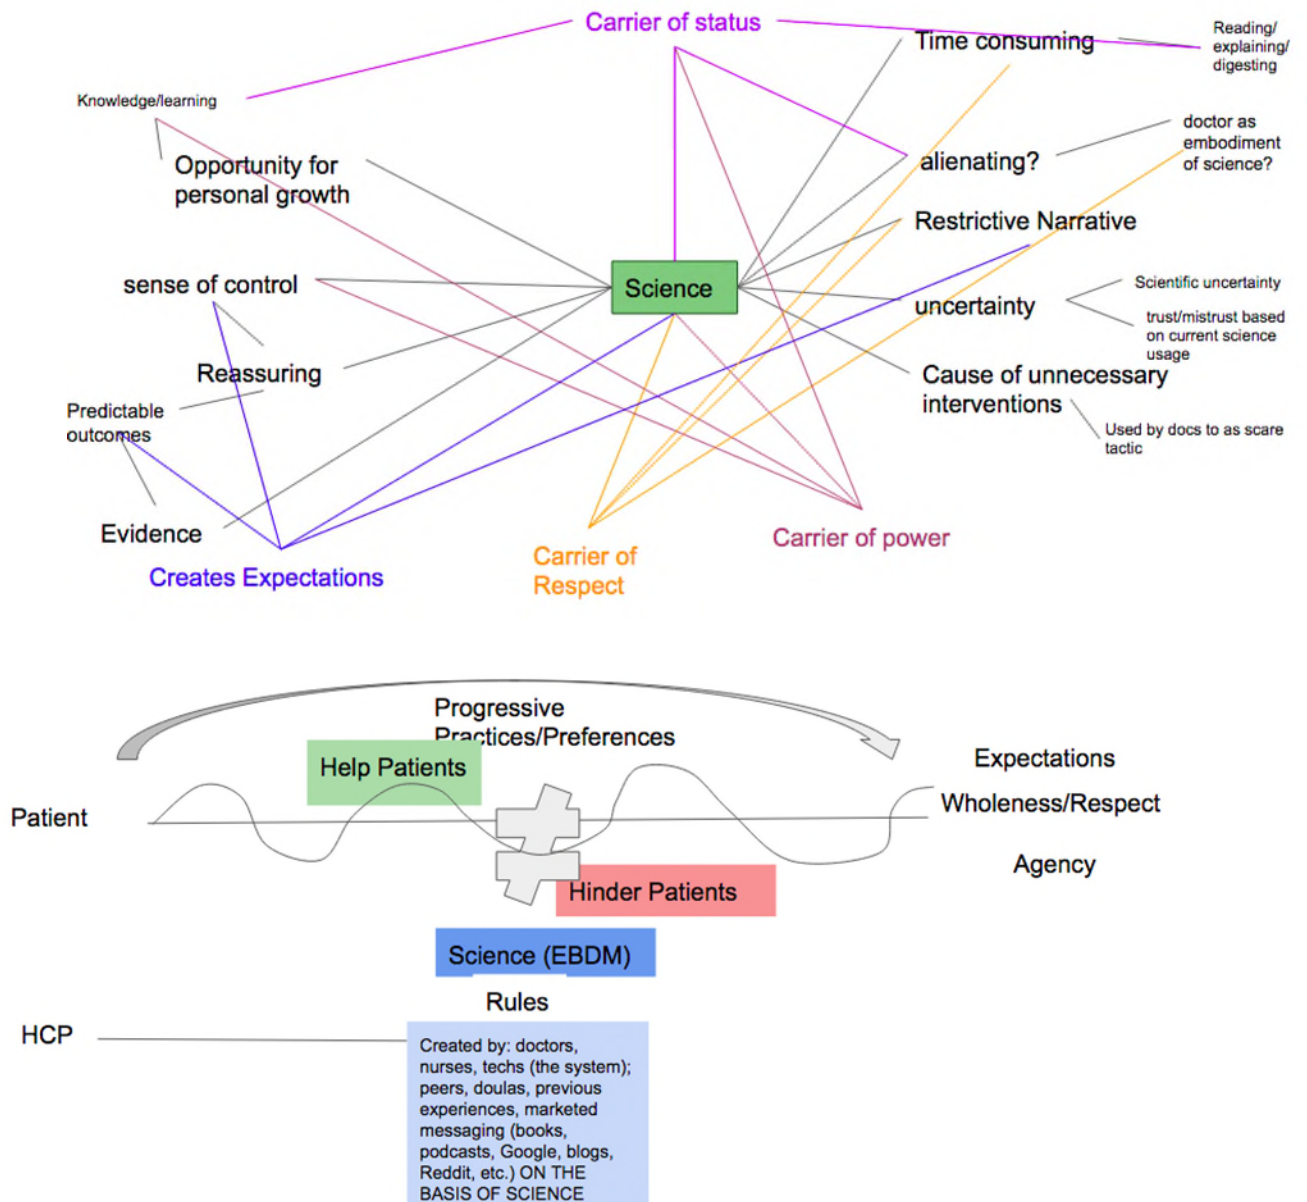 Carrier of status
Time consuming
Reading/
explaining/
digesting
Knowledge/learning
Opportunity for
personal growth
alienating?
doctor as
embodiment
of science?
Restrictive Narrative
sense of control
Science
uncertainty
Scientific uncertainty
trust/mistrust based
on current science
usage
Reassuring
Cause of unnecessary
interventions
Predictable
outcomes
Used by docs to as scare
tactic
Evidence
Carrier of power
Carrier of
Respect
Creates Expectations
Progressive
Practices/Preferences
Help Patients
Expectations
Patient
Wholeness/Respect
Agency
Hinder Patients
Science (EBDM)
Rules
HCP
Created by: doctors,
nurses, techs (the system);
peers, doulas, previous
experiences, marketed
messaging (books,
podcasts, Google, blogs,
Reddit, etc.) ON THE
BASIS OF SCIENCE